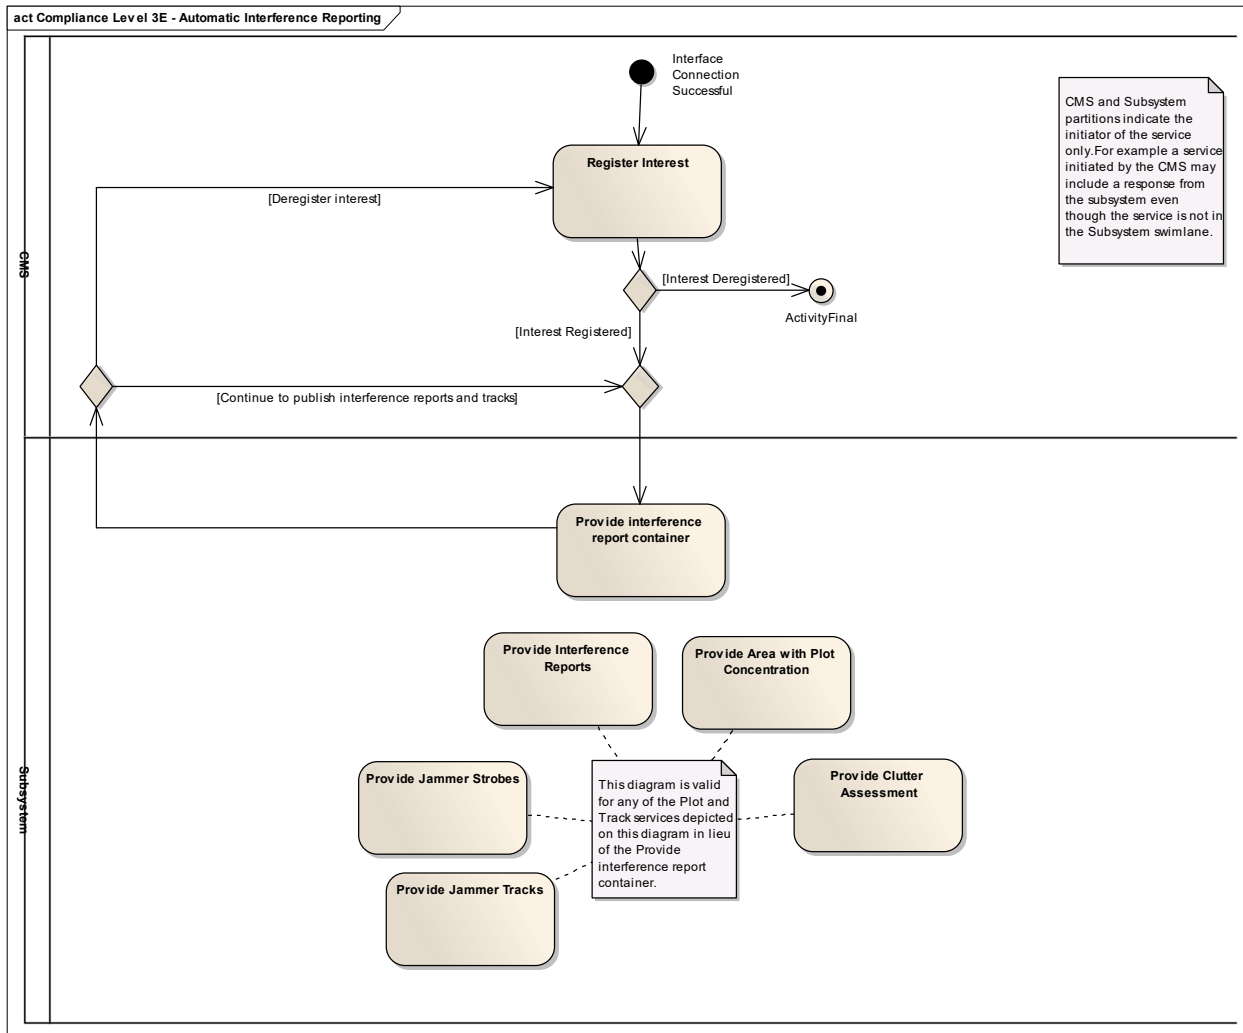 act Compliance Level 3E - Automatic Interference Reporting
Interface
Connection
Successful
CMS and Subsystem
partitions indicate the
initiator of the service
only.For example a service
initiated by the CMS may
include a response from
the subsystem even
though the service is not in
the Subsystem swimlane.
Register Interest
[Deregister interest]
CMS
[Interest Deregistered]
ActivityFinal
[Interest Registered]
[Continue to publish interference reports and tracks]
Provide interference
report container
Provide Interference
Reports
Provide Area with Plot
Concentration
Subsystem
Provide Jammer Strobes
This diagram is valid
for any of the Plot and
Track services depicted
on this diagram in lieu
of the Provide
interference report
container.
Provide Clutter
Assessment
Provide Jammer Tracks